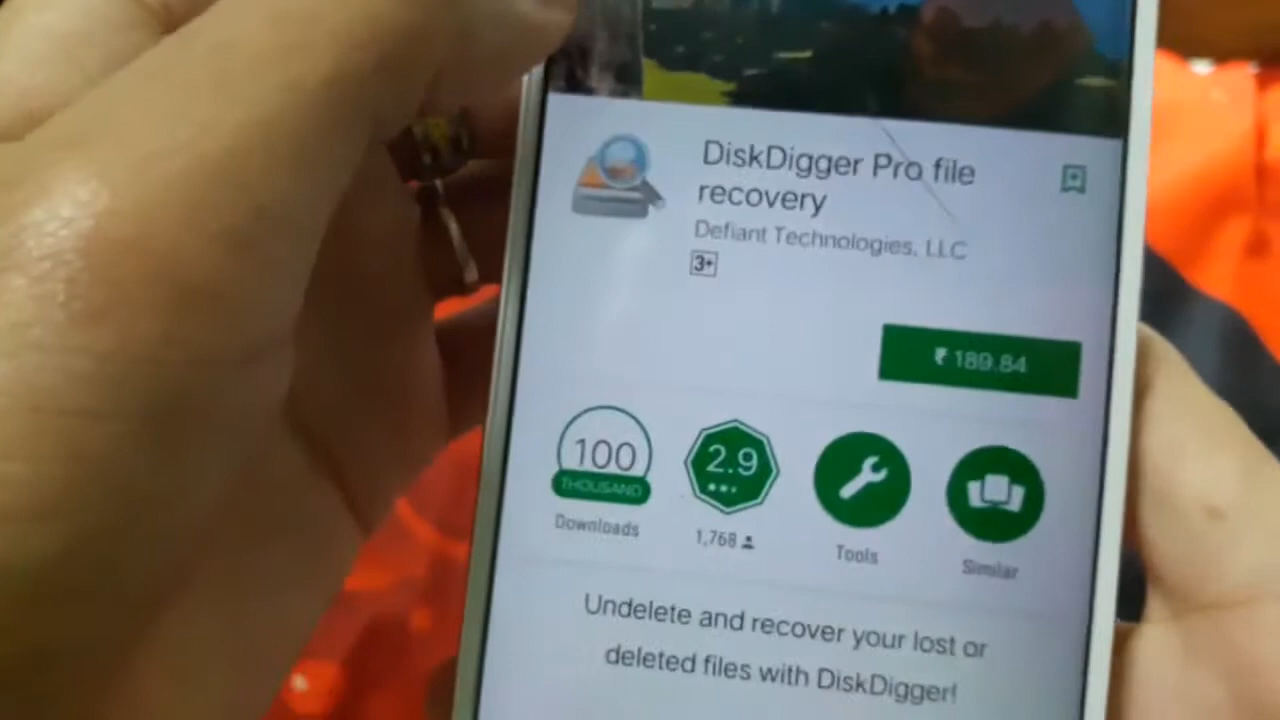 DiskDigger Pro file
recovery
Defiant Technologies, LLC
3+
₹ 189.84
100
THOUSAND
Downloads
2.9
1,768
Tools
Similar
Undelete and recover your lost or
deleted files with DiskDigger!